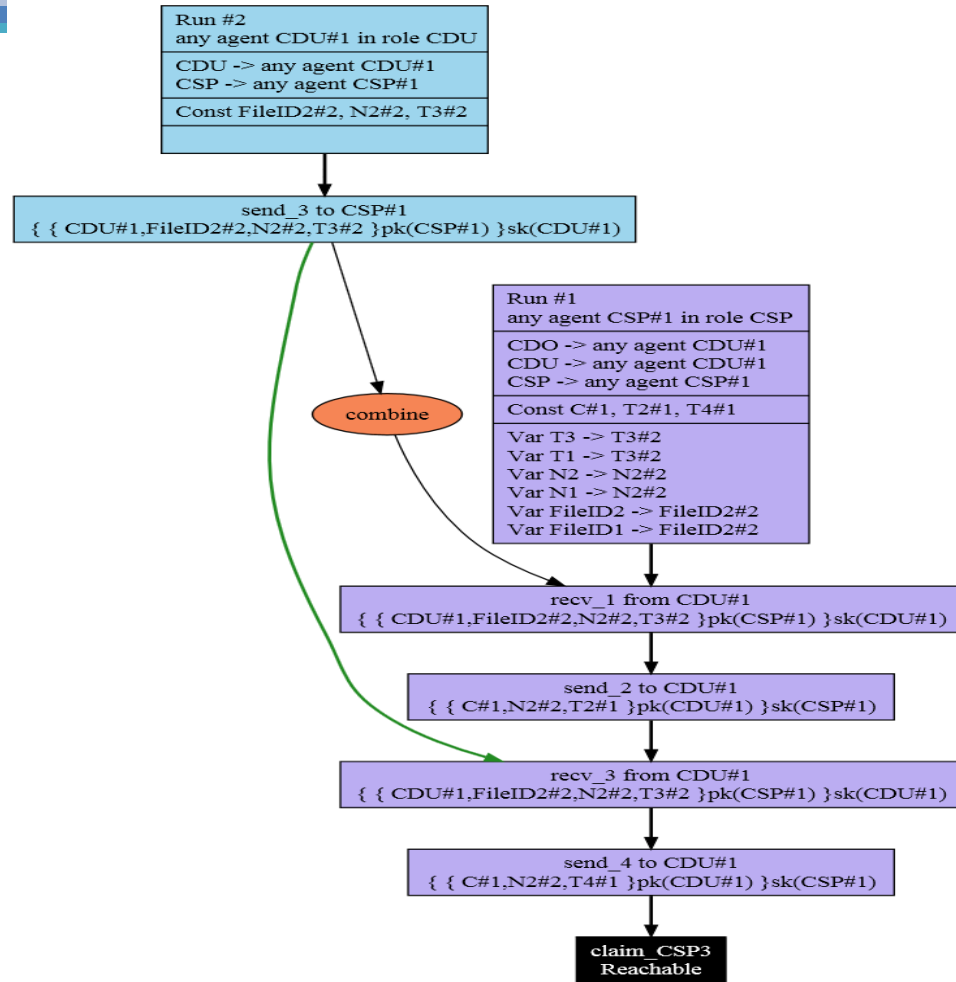 Run #2
any agent CDU#1 in role CDU
CDU -> any agent CDU#1
CSP -> any agent CSP#1
Const FileID2#2, N2#2, T3#2
send_3 to CSP#1
{ { CDU#1,FileID2#2,N2#2,T3#2 }pk(CSP#1) }sk(CDU#1)
combine
Run #1
any agent CSP#1 in role CSP
CDO -> any agent CDU#1
CDU -> any agent CDU#1
CSP -> any agent CSP#1
Const C#1, T2#1, T4#1
Var T3 -> T3#2
Var T1 -> T3#2
Var N2 -> N2#2
Var N1 -> N2#2
Var FileID2 -> FileID2#2
Var FileID1 -> FileID2#2
recv_1 from CDU#1
{ { CDU#1,FileID2#2,N2#2,T3#2 }pk(CSP#1) }sk(CDU#1)
send_2 to CDU#1
{ { C#1,N2#2,T2#1 }pk(CDU#1) }sk(CSP#1)
recv_3 from CDU#1
{ { CDU#1,FileID2#2,N2#2,T3#2 }pk(CSP#1) }sk(CDU#1)
send_4 to CDU#1
{ { C#1,N2#2,T4#1 }pk(CDU#1) }sk(CSP#1)
claim_CSP3
Reachable